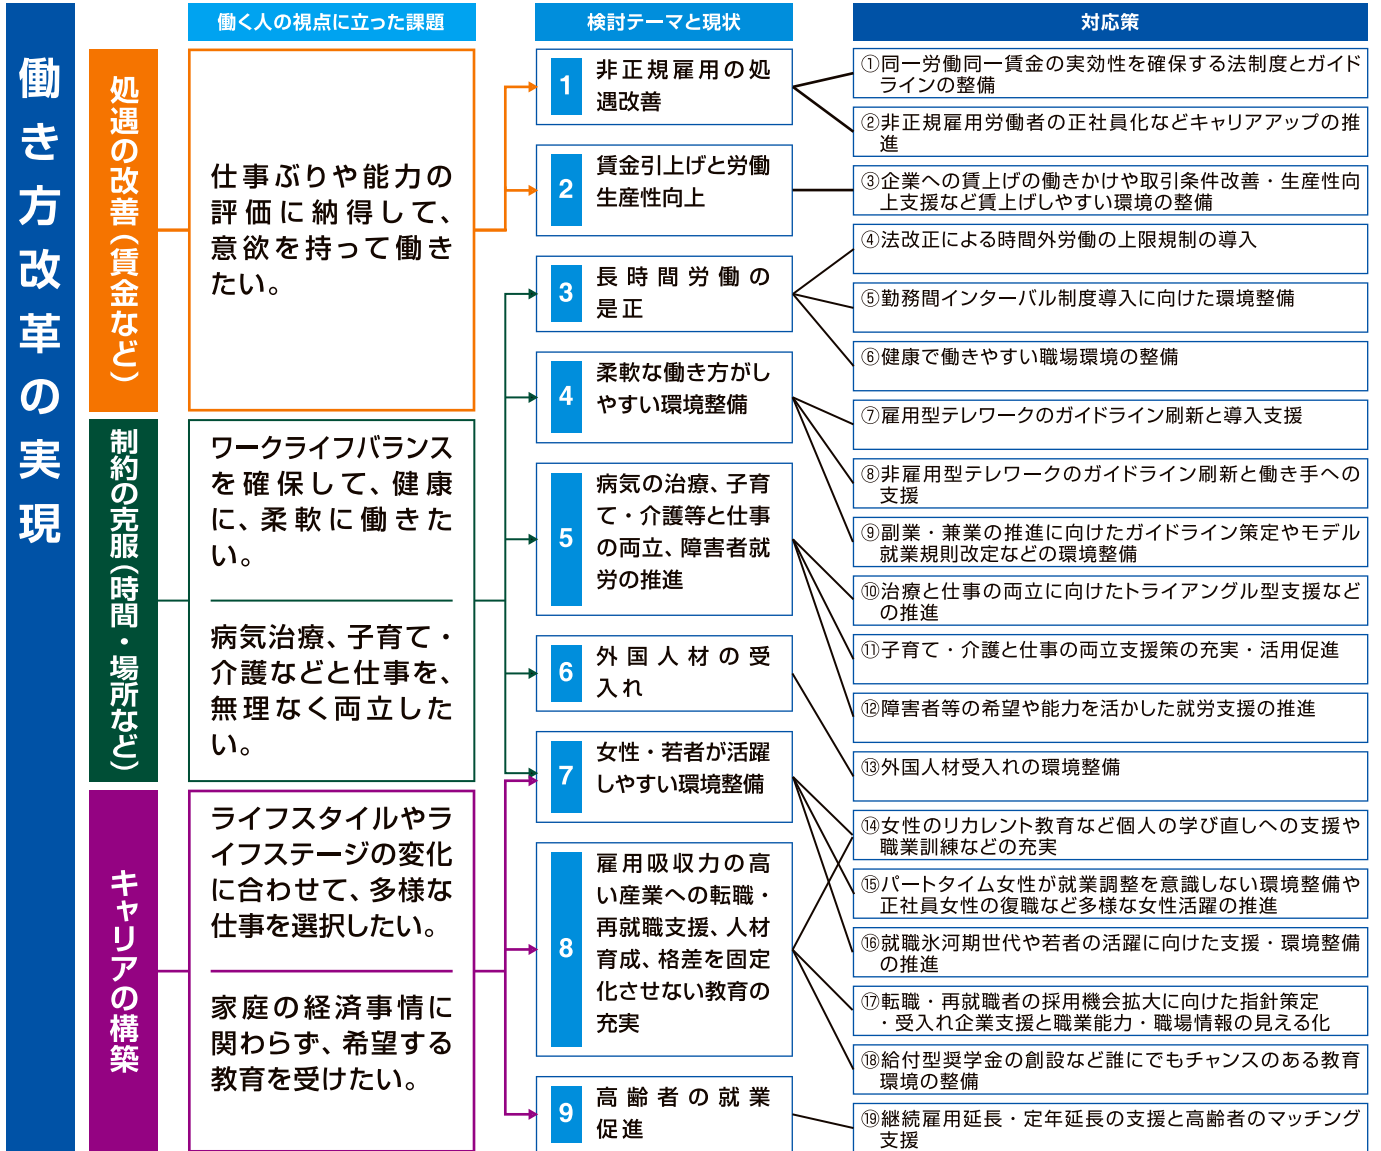 働き方改革の実現
処遇の改善（賃金など）
制約の克服（時間・場所など）
キャリアの構築
働く人の視点に立った課題
仕事ぶりや能力の
評価に納得して、
意欲を持って働き
たい。
ワークライフバランス
を確保して、健康
に、柔軟に働きた
い。
病気治療、子育て・
介護などと仕事を、
無理なく両立した
い。
ライフスタイルやラ
イフステージの変化
に合わせて、多様な
仕事を選択したい。
家庭の経済事情に
関わらず、希望する
教育を受けたい。
検討テーマと現状
1
非正規雇用の処
遇改善
2
賃金引上げと労働
生産性向上
3
長時間労働の
是正
4
柔軟な働き方がし
やすい環境整備
5
病気の治療、子育
て・介護等と仕事
の両立、障害者就
労の推進
6
外国人材の受
入れ
7
女性・若者が活躍
しやすい環境整備
8
雇用吸収力の高
い産業への転職・
再就職支援、人材
育成、格差を固定
化させない教育の
充実
9
高齢者の就業
促進
対応策
①同一労働同一賃金の実効性を確保する法制度とガイド
ラインの整備
②非正規雇用労働者の正社員化などキャリアアップの推
進
③企業への賃上げの働きかけや取引条件改善・生産性向
上支援など賃上げしやすい環境の整備
④法改正による時間外労働の上限規制の導入
⑤勤務間インターバル制度導入に向けた環境整備
⑥健康で働きやすい職場環境の整備
⑦雇用型テレワークのガイドライン刷新と導入支援
⑧非雇用型テレワークのガイドライン刷新と働き手への
支援
⑨副業・兼業の推進に向けたガイドライン策定やモデル
就業規則改定などの環境整備
⑩治療と仕事の両立に向けたトライアングル型支援など
の推進
⑪子育て・介護と仕事の両立支援策の充実・活用促進
⑫障害者等の希望や能力を活かした就労支援の推進
⑬外国人材受入れの環境整備
⑭女性のリカレント教育など個人の学び直しへの支援や
職業訓練などの充実
⑮パートタイム女性が就業調整を意識しない環境整備や
正社員女性の復職など多様な女性活躍の推進
⑯就職氷河期世代や若者の活躍に向けた支援・環境整備
の推進
⑰転職・再就職者の採用機会拡大に向けた指針策定
・受入れ企業支援と職業能力・職場情報の見える化
⑱給付型奨学金の創設など誰にでもチャンスのある教育
環境の整備
⑲継続雇用延長・定年延長の支援と高齢者のマッチング
支援